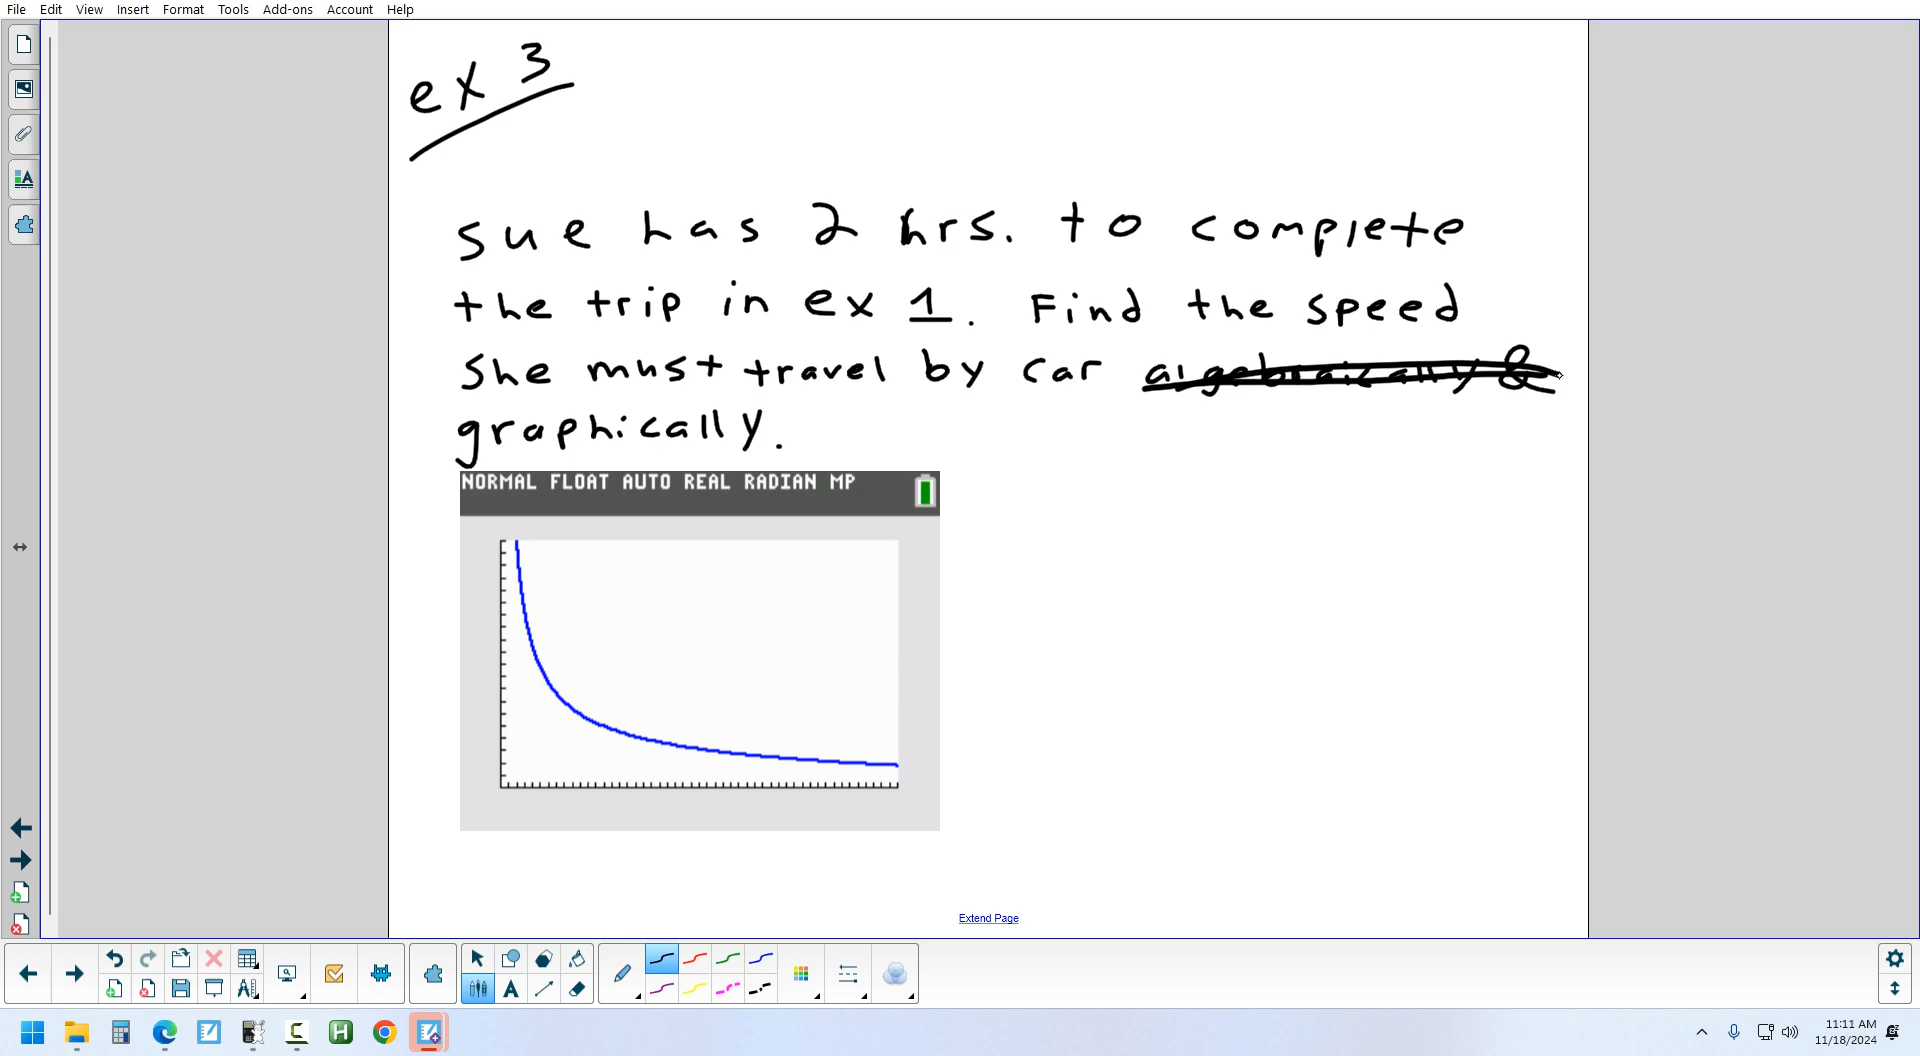 File Edit View Insert Format Tools Add-ons Account Help
ex 3
sue has 2 hrs. to complete
the trip in ex 1. Find the speed
she must travel by car algebraically &
graphically.
NORMAL FLOAT AUTO REAL RADIAN MP
Extend Page
11:11 AM
11/18/2024